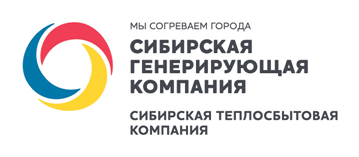 МЫ СОГРЕВАЕМ ГОРОДА
СИБИРСКАЯ
ГЕНЕРИРУЮЩАЯ
КОМПАНИЯ
СИБИРСКАЯ ТЕПЛОСБЫТОВАЯ
КОМПАНИЯ